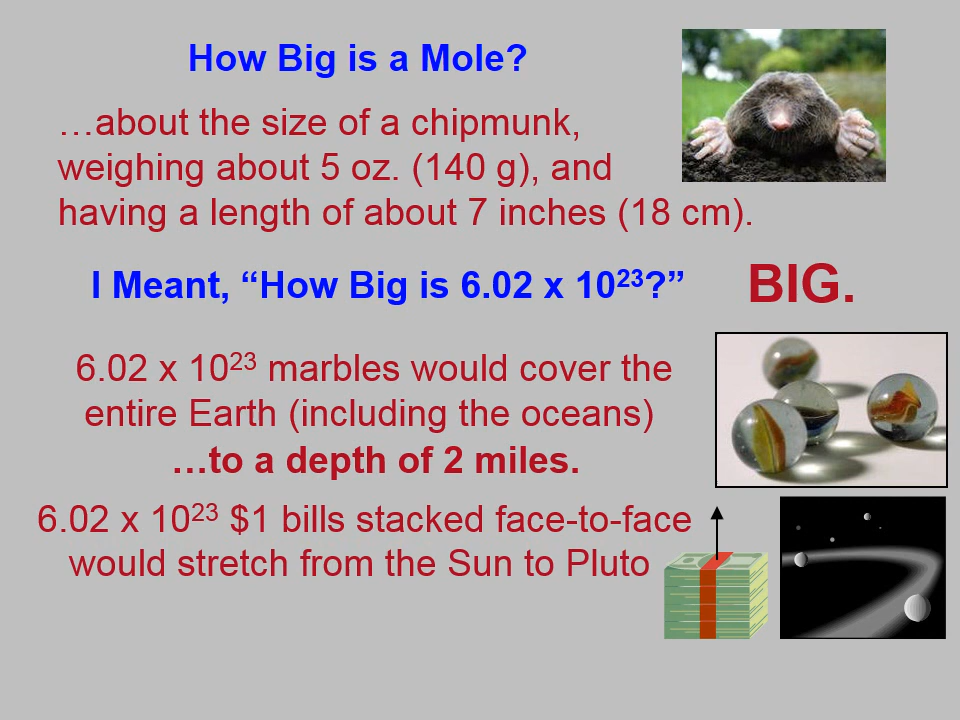 How Big is a Mole?
…about the size of a chipmunk,
weighing about 5 oz. (140 g), and
having a length of about 7 inches (18 cm).
I Meant, “How Big is 6.02 x 10²³?”
BIG.
6.02 x 10²³ marbles would cover the
entire Earth (including the oceans)
…to a depth of 2 miles.
6.02 x 10²³ $1 bills stacked face-to-face
would stretch from the Sun to Pluto